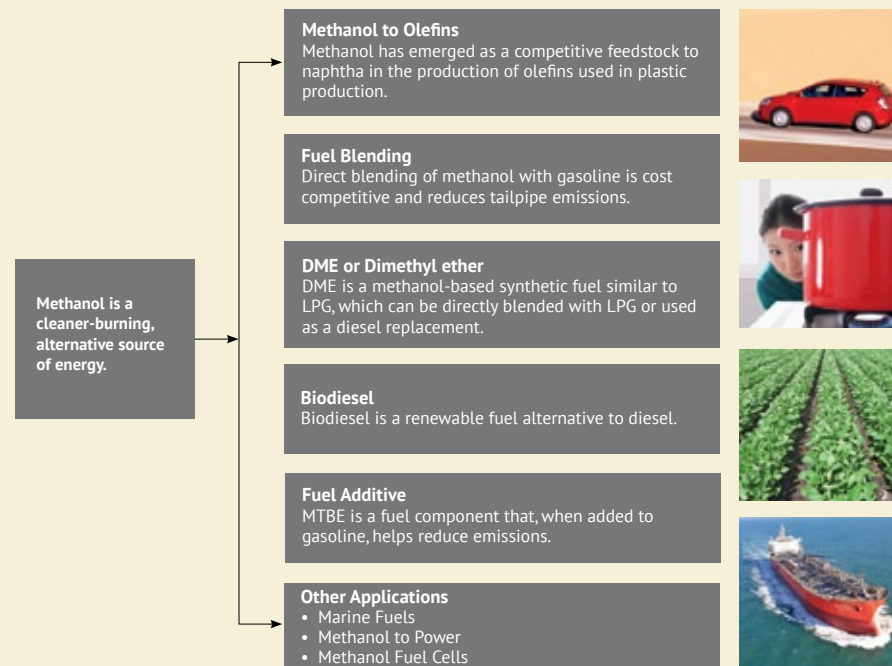 Methanol to Olefins
Methanol has emerged as a competitive feedstock to
naphtha in the production of olefins used in plastic
production.
Fuel Blending
Direct blending of methanol with gasoline is cost
competitive and reduces tailpipe emissions.
DME or Dimethyl ether
DME is a methanol-based synthetic fuel similar to
LPG, which can be directly blended with LPG or used
as a diesel replacement.
Methanol is a
cleaner-burning,
alternative source
of energy.
Biodiesel
Biodiesel is a renewable fuel alternative to diesel.
Fuel Additive
MTBE is a fuel component that, when added to
gasoline, helps reduce emissions.
Other Applications
• Marine Fuels
• Methanol to Power
• Methanol Fuel Cells